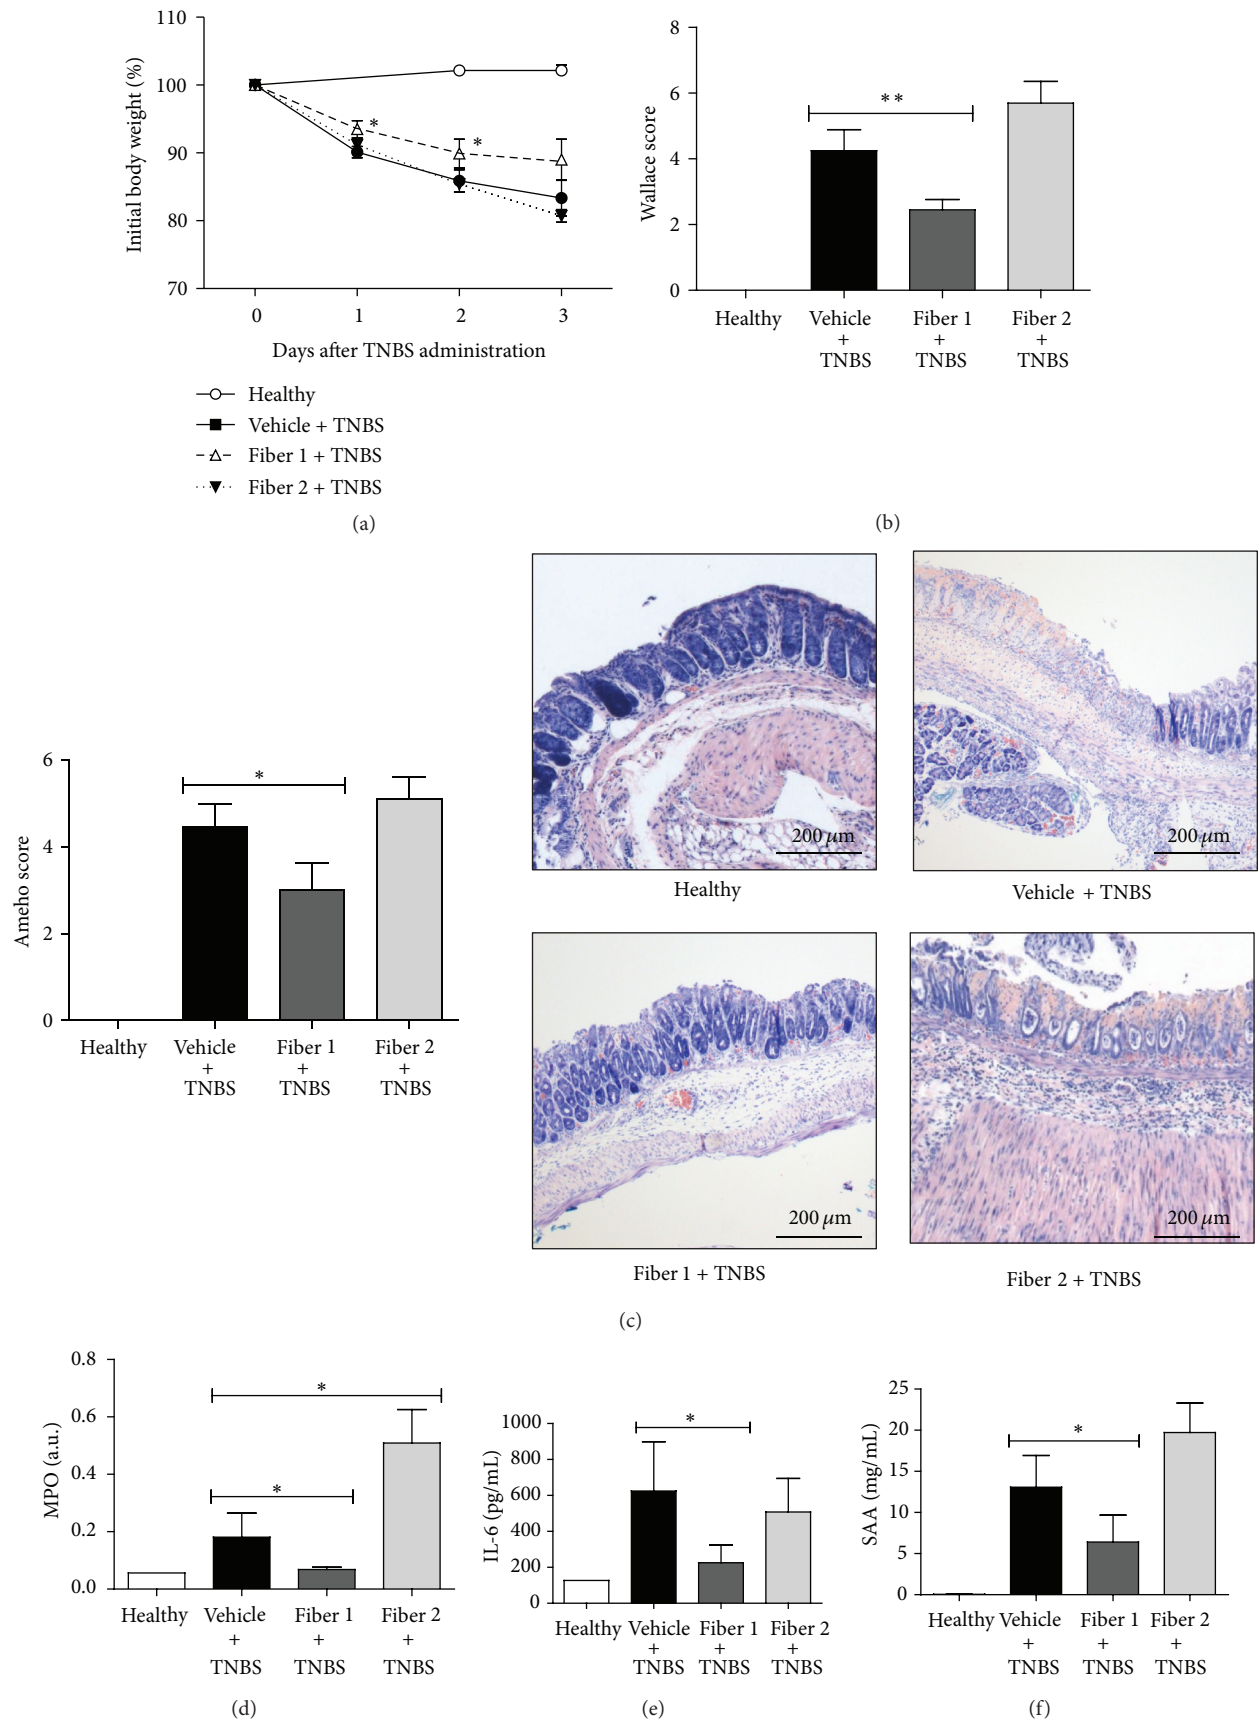 110
100
90
80
70
Initial body weight (%)
0 1 2 3
Days after TNBS administration
* *
Healthy
Vehicle + TNBS
Fiber 1 + TNBS
Fiber 2 + TNBS
(a)
8
6
4
2
0
Wallace score
**
Healthy Vehicle + TNBS Fiber 1 + TNBS Fiber 2 + TNBS
(b)
6
4
2
0
Ameho score
*
Healthy Vehicle + TNBS Fiber 1 + TNBS Fiber 2 + TNBS
200 μm
Healthy
200 μm
Vehicle + TNBS
200 μm
Fiber 1 + TNBS
200 μm
Fiber 2 + TNBS
(c)
0.8
0.6
0.4
0.2
0.0
MPO (a.u.)
*
*
Healthy Vehicle + TNBS Fiber 1 + TNBS Fiber 2 + TNBS
(d)
1000
800
600
400
200
0
IL-6 (pg/mL)
*
Healthy Vehicle + TNBS Fiber 1 + TNBS Fiber 2 + TNBS
(e)
25
20
15
10
5
0
SAA (mg/mL)
*
Healthy Vehicle + TNBS Fiber 1 + TNBS Fiber 2 + TNBS
(f)